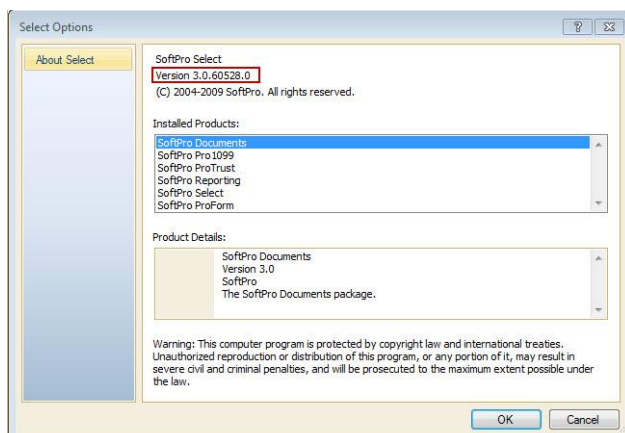 Select Options
About Select
SoftPro Select
Version 3.0.60528.0
(C) 2004-2009 SoftPro. All rights reserved.
Installed Products:
SoftPro Documents
SoftPro Pro1099
SoftPro ProTrust
SoftPro Reporting
SoftPro Select
SoftPro ProForm
Product Details:
SoftPro Documents
Version 3.0
SoftPro
The SoftPro Documents package.
Warning: This computer program is protected by copyright law and international treaties.
Unauthorized reproduction or distribution of this program, or any portion of it, may result in
severe civil and criminal penalties, and will be prosecuted to the maximum extent possible under
the law.
OK
Cancel